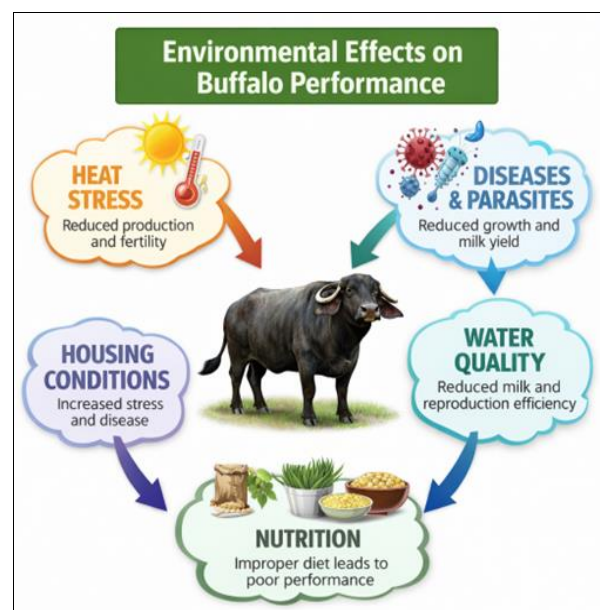 Environmental Effects on
Buffalo Performance
HEAT
STRESS
Reduced production
and fertility
DISEASES
& PARASITES
Reduced growth and
milk yield
HOUSING
CONDITIONS
Increased stress
and disease
WATER
QUALITY
Reduced milk and
reproduction efficiency
NUTRITION
Improper diet leads to
poor performance